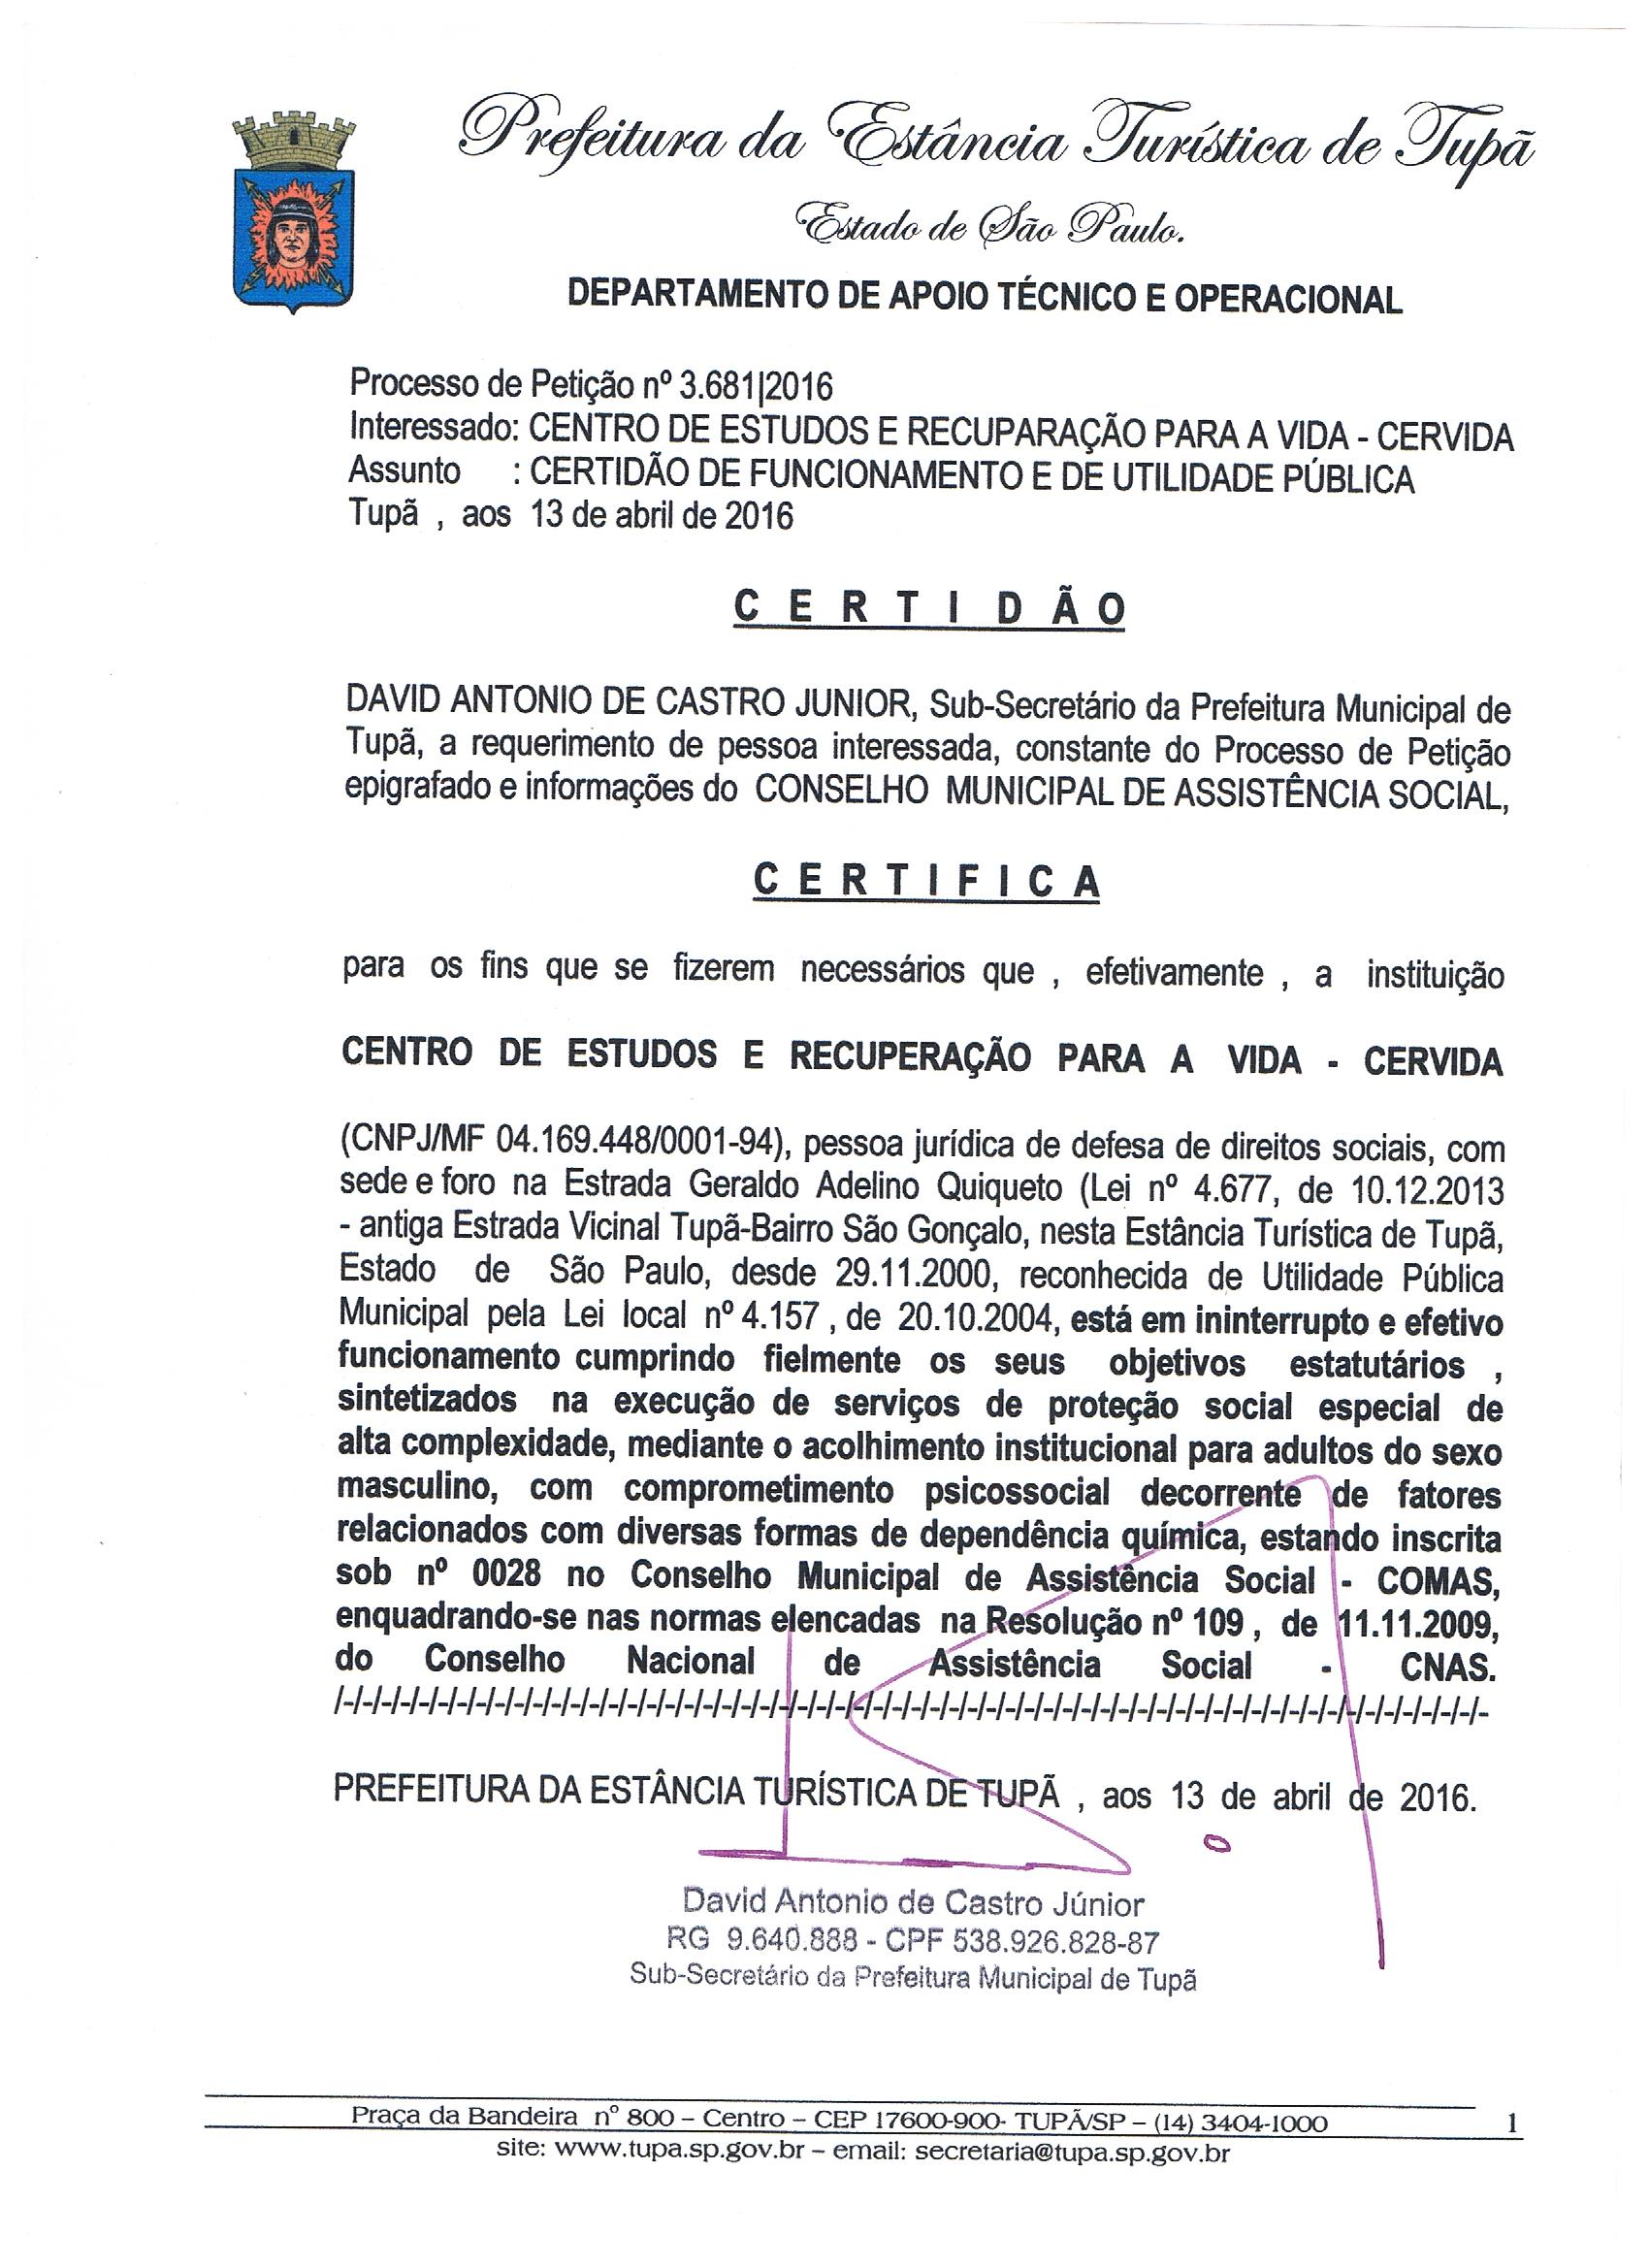 Prefeitura da Estância Turística de Tupã
Estado de São Paulo.
DEPARTAMENTO DE APOIO TÉCNICO E OPERACIONAL
Processo de Petição nº 3.681|2016
Interessado: CENTRO DE ESTUDOS E RECUPARAÇÃO PARA A VIDA - CERVIDA
Assunto : CERTIDÃO DE FUNCIONAMENTO E DE UTILIDADE PÚBLICA
Tupã , aos 13 de abril de 2016
C E R T I D Ã O
DAVID ANTONIO DE CASTRO JUNIOR, Sub-Secretário da Prefeitura Municipal de
Tupã, a requerimento de pessoa interessada, constante do Processo de Petição
epigrafado e informações do CONSELHO MUNICIPAL DE ASSISTÊNCIA SOCIAL,
C E R T I F I C A
para os fins que se fizerem necessários que , efetivamente , a instituição
CENTRO DE ESTUDOS E RECUPERAÇÃO PARA A VIDA - CERVIDA
(CNPJ/MF 04.169.448/0001-94), pessoa jurídica de defesa de direitos sociais, com
sede e foro na Estrada Geraldo Adelino Quiqueto (Lei nº 4.677, de 10.12.2013
- antiga Estrada Vicinal Tupã-Bairro São Gonçalo, nesta Estância Turística de Tupã,
Estado de São Paulo, desde 29.11.2000, reconhecida de Utilidade Pública
Municipal pela Lei local nº 4.157 , de 20.10.2004, está em ininterrupto e efetivo
funcionamento cumprindo fielmente os seus objetivos estatutários ,
sintetizados na execução de serviços de proteção social especial de
alta complexidade, mediante o acolhimento institucional para adultos do sexo
masculino, com comprometimento psicossocial decorrente de fatores
relacionados com diversas formas de dependência química, estando inscrita
sob nº 0028 no Conselho Municipal de Assistência Social - COMAS,
enquadrando-se nas normas elencadas na Resolução nº 109 , de 11.11.2009,
do Conselho Nacional de Assistência Social - CNAS.
/-/-/-/-/-/-/-/-/-/-/-/-/-/-/-/-/-/-/-/-/-/-/-/-/-/-/-/-/-/-/-/-/-/-/-/-/-/-/-/-/-/-/-/-/-/-/-/-/-/-/-/-/-/-/-/-/-/-/-/-/-/-/-/-
PREFEITURA DA ESTÂNCIA TURÍSTICA DE TUPÃ , aos 13 de abril de 2016.
David Antonio de Castro Júnior
RG 9.640.888 - CPF 538.926.828-87
Sub-Secretário da Prefeitura Municipal de Tupã
Praça da Bandeira nº 800 – Centro – CEP 17600-900- TUPÃ/SP – (14) 3404-1000 1
site: www.tupa.sp.gov.br – email: secretaria@tupa.sp.gov.br